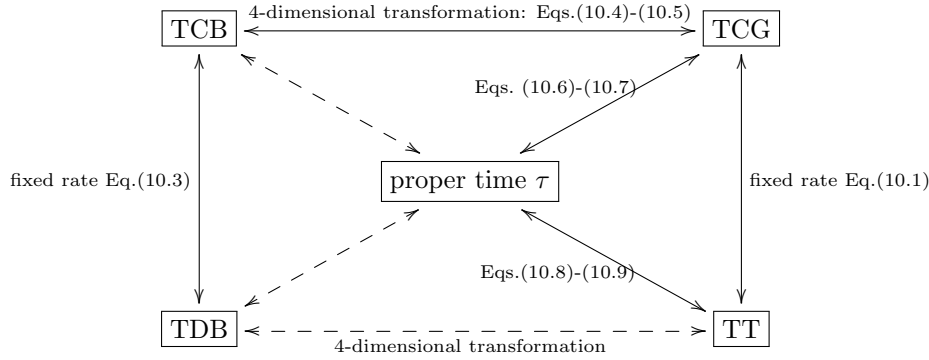 4-dimensional transformation: Eqs.(10.4)-(10.5)
TCB
TCG
Eqs. (10.6)-(10.7)
fixed rate Eq.(10.3)
proper time τ
fixed rate Eq.(10.1)
Eqs.(10.8)-(10.9)
TDB
TT
4-dimensional transformation